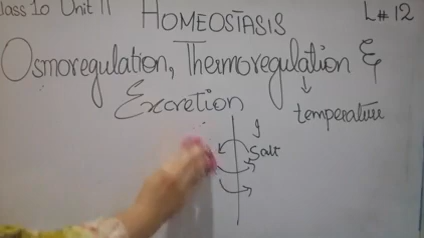 lass 10 Unit 11
HOMEOSTASIS
L# 12
Osmoregulation, Thermoregulation &
Excretion
temperature
Salt